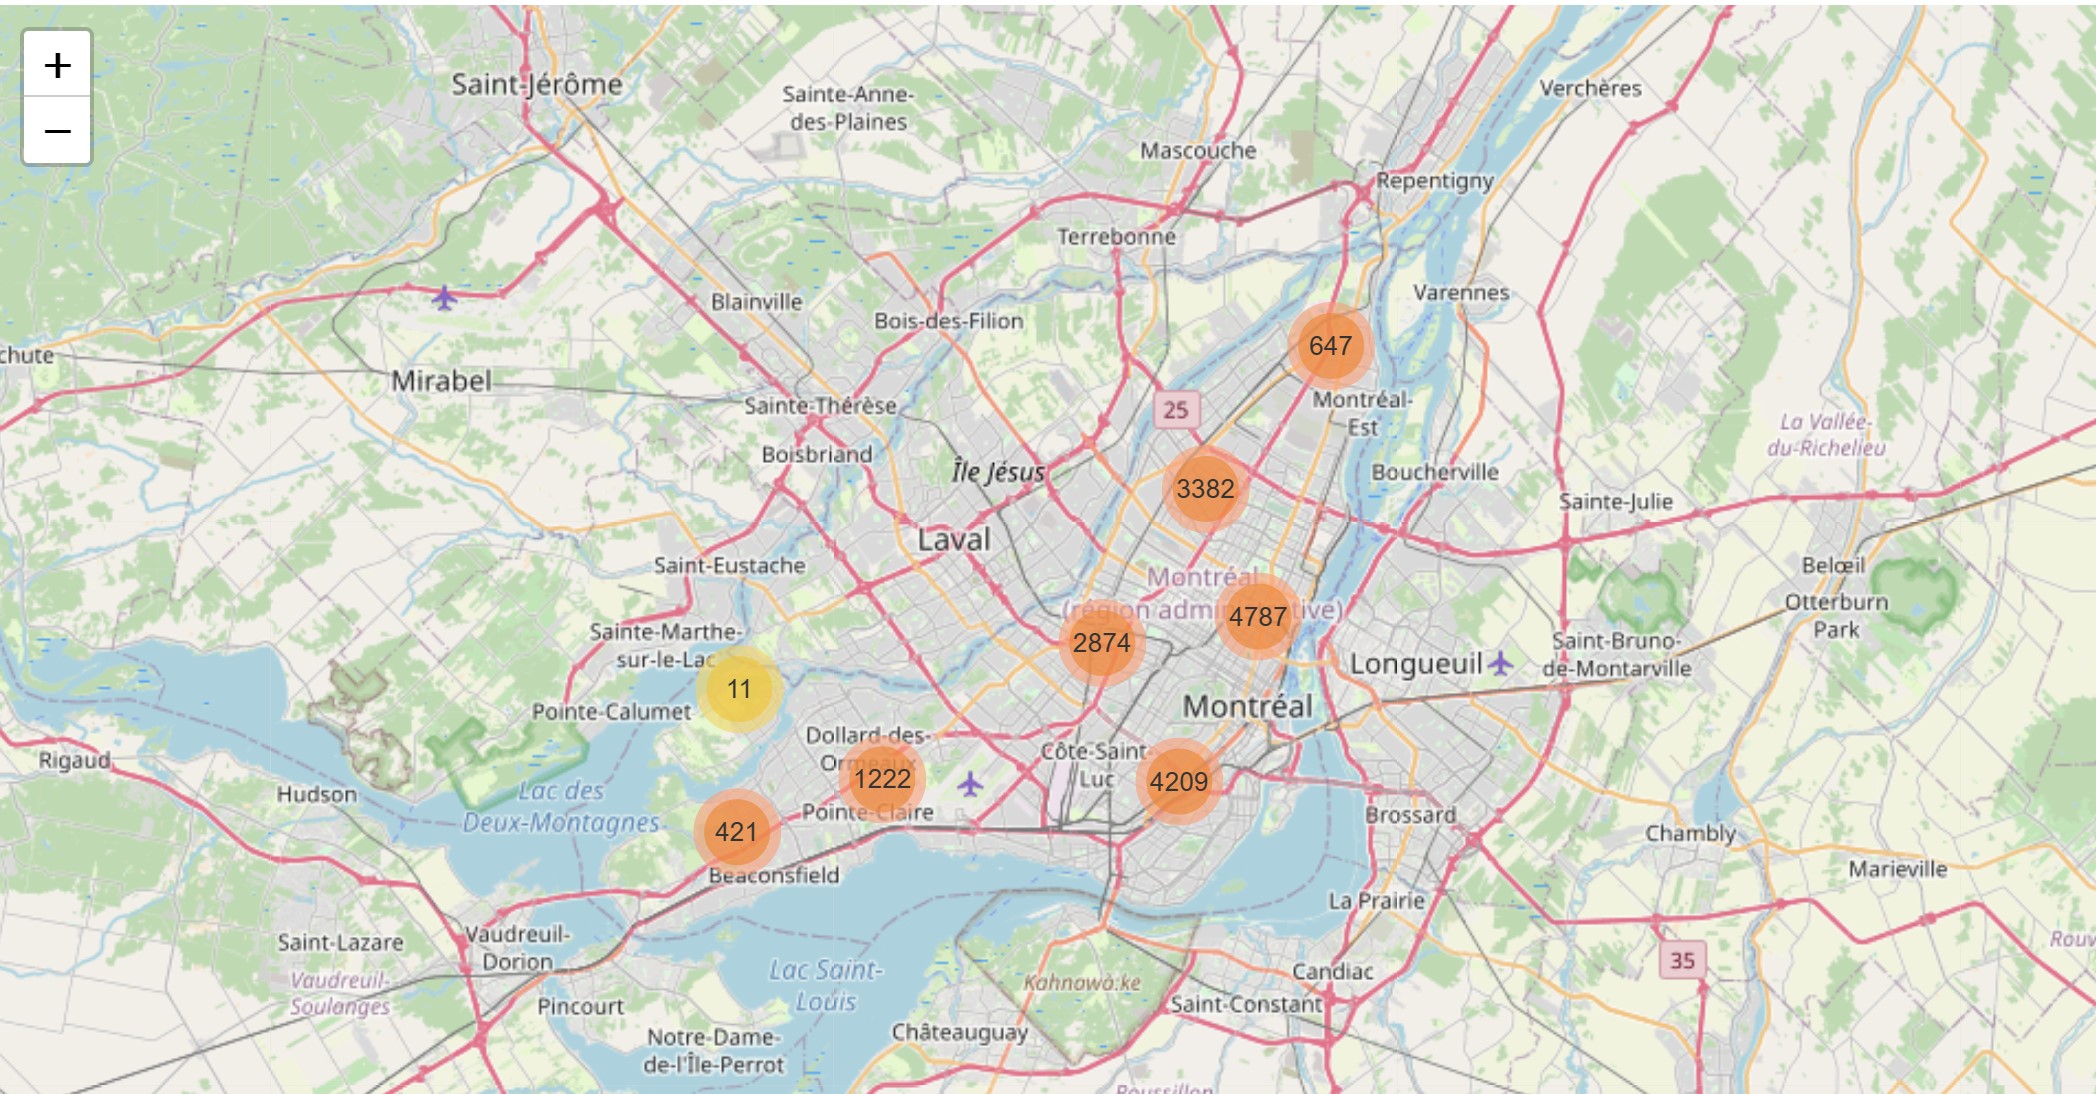 +
−
Saint-Jérôme
Sainte-Anne-
des-Plaines
Verchères
Mascouche
Repentigny
Terrebonne
Blainville
Bois-des-Filion
Varennes
647
chute
Mirabel
Sainte-Thérèse
25
Montréal-
Est
La Vallée-
du-Richelieu
Boisbriand
Île Jésus
3382
Boucherville
Sainte-Julie
Laval
Saint-Eustache
Montréal
(région administrative)
4787
Belœil
Otterburn
Park
Sainte-Marthe-
sur-le-Lac
2874
Longueuil
Saint-Bruno-
de-Montarville
11
Pointe-Calumet
Montréal
Dollard-des-
Ormeaux
1222
Côte-Saint-
Luc
4209
Rigaud
Hudson
Lac des
Deux-Montagnes
Pointe-Claire
Brossard
421
Chambly
Beaconsfield
Marieville
La Prairie
Saint-Lazare
Vaudreuil-
Dorion
Vaudreuil-
Soulanges
Lac Saint-
Louis
Kahnawà:ke
Candiac
35
Rouv
Pincourt
Saint-Constant
Notre-Dame-
de-l'Île-Perrot
Châteauguay
Roussillon